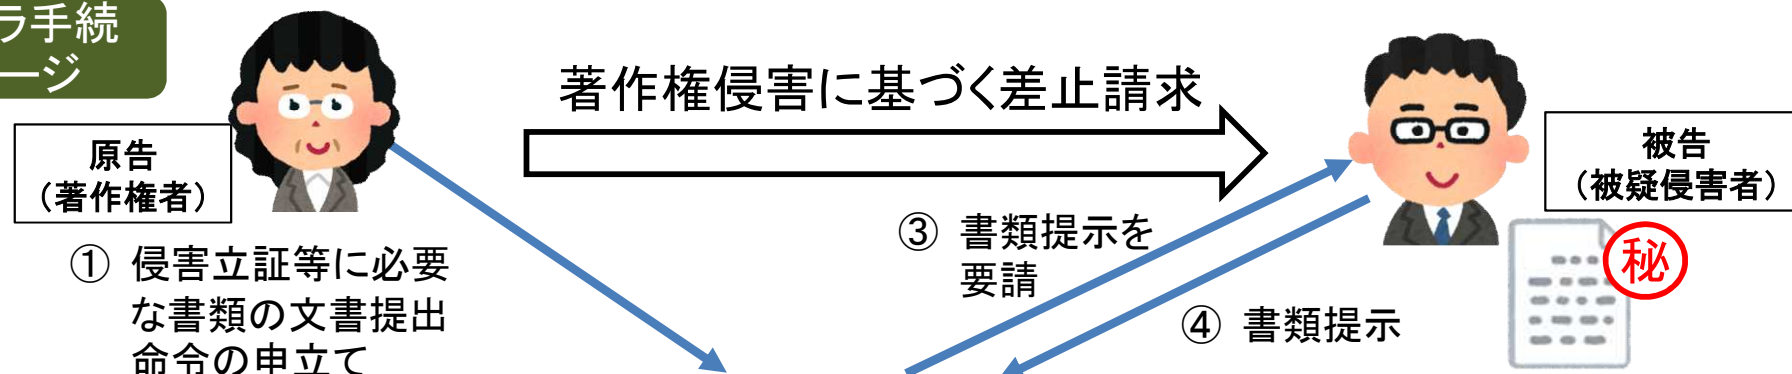 ラ手続
ージ
著作権侵害に基づく差止請求
原告
（著作権者）
被告
（被疑侵害者）
① 侵害立証等に必要
な書類の文書提出
命令の申立て
③ 書類提示を
要請
④ 書類提示
秘